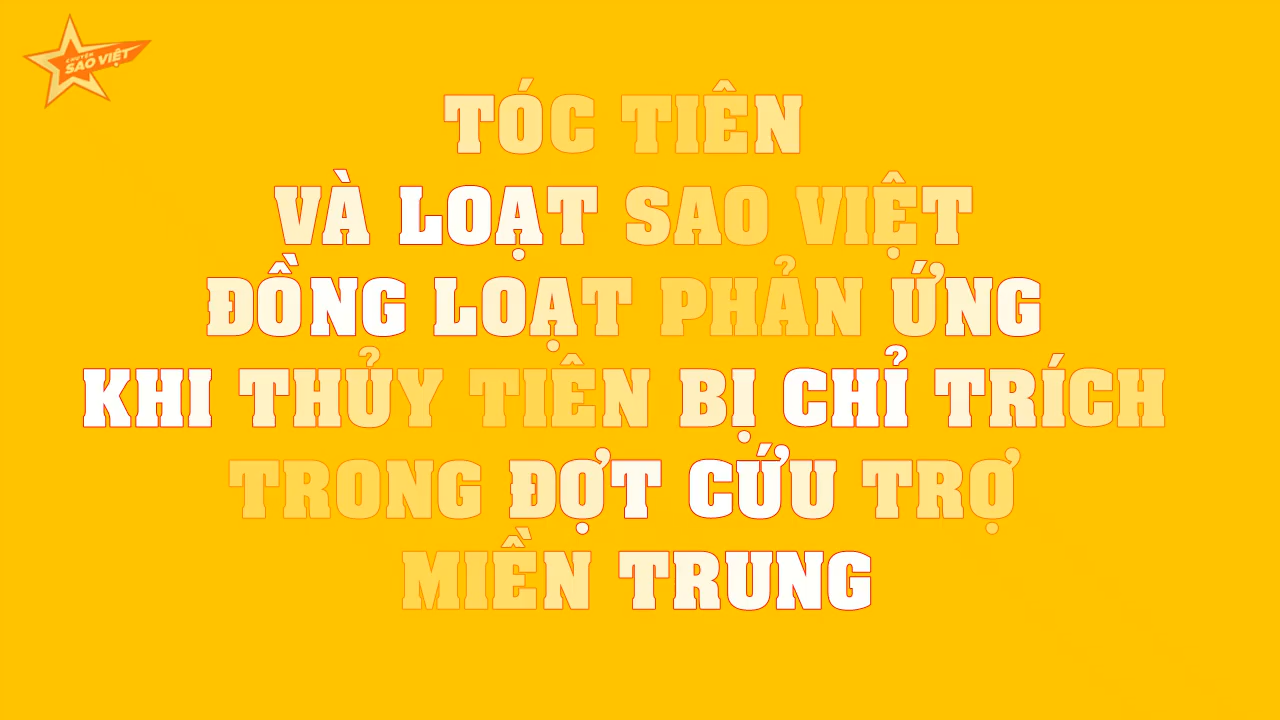 CHUYỆN
SAO VIỆT
TÓC TIÊN
VÀ LOẠT SAO VIỆT
ĐỒNG LOẠT PHẢN ỨNG
KHI THỦY TIÊN BỊ CHỈ TRÍCH
TRONG ĐỢT CỨU TRỢ
MIỀN TRUNG